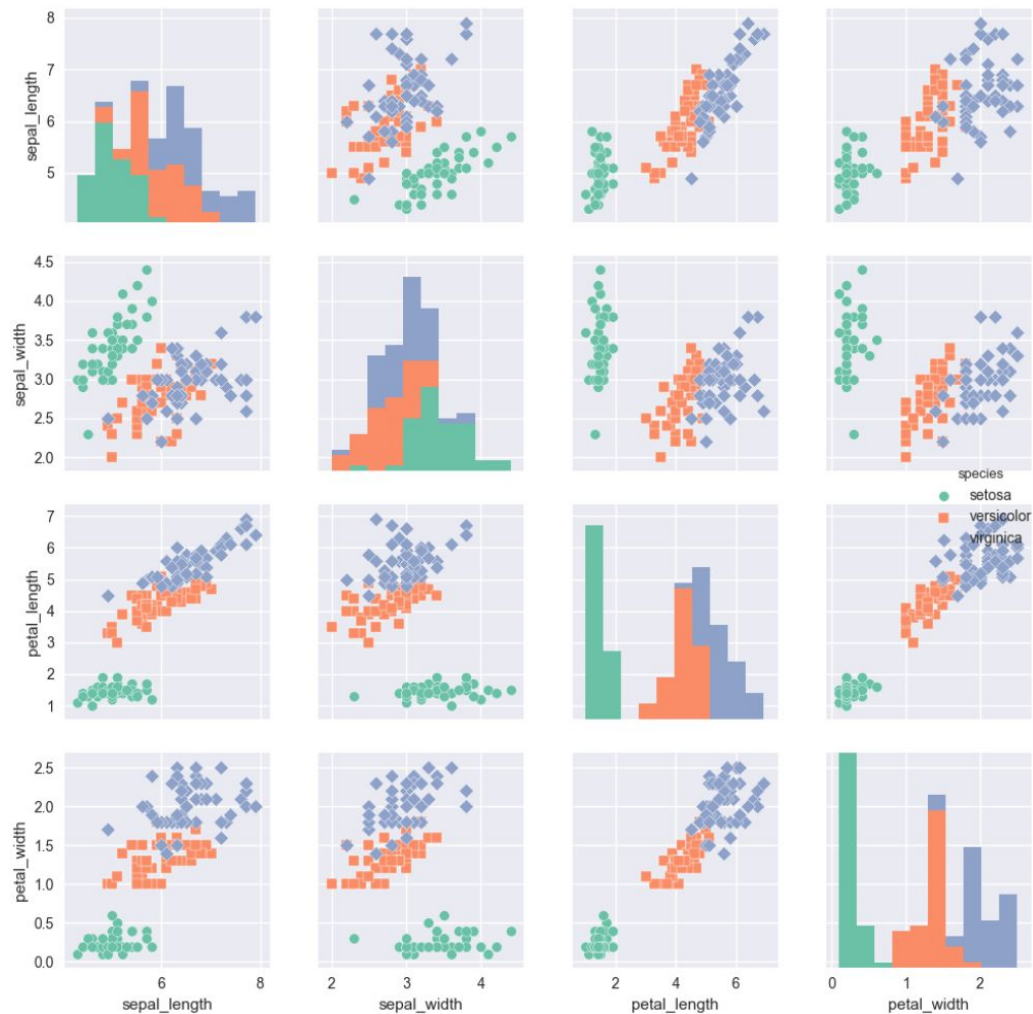 8
7
6
5
sepal_length
4.5
4.0
3.5
3.0
2.5
2.0
sepal_width
species
setosa
versicolor
virginica
7
6
5
4
3
2
1
petal_length
2.5
2.0
1.5
1.0
0.5
0.0
petal_width
6 8
2 3 4
2 4 6
0 1 2
sepal_length sepal_width petal_length petal_width